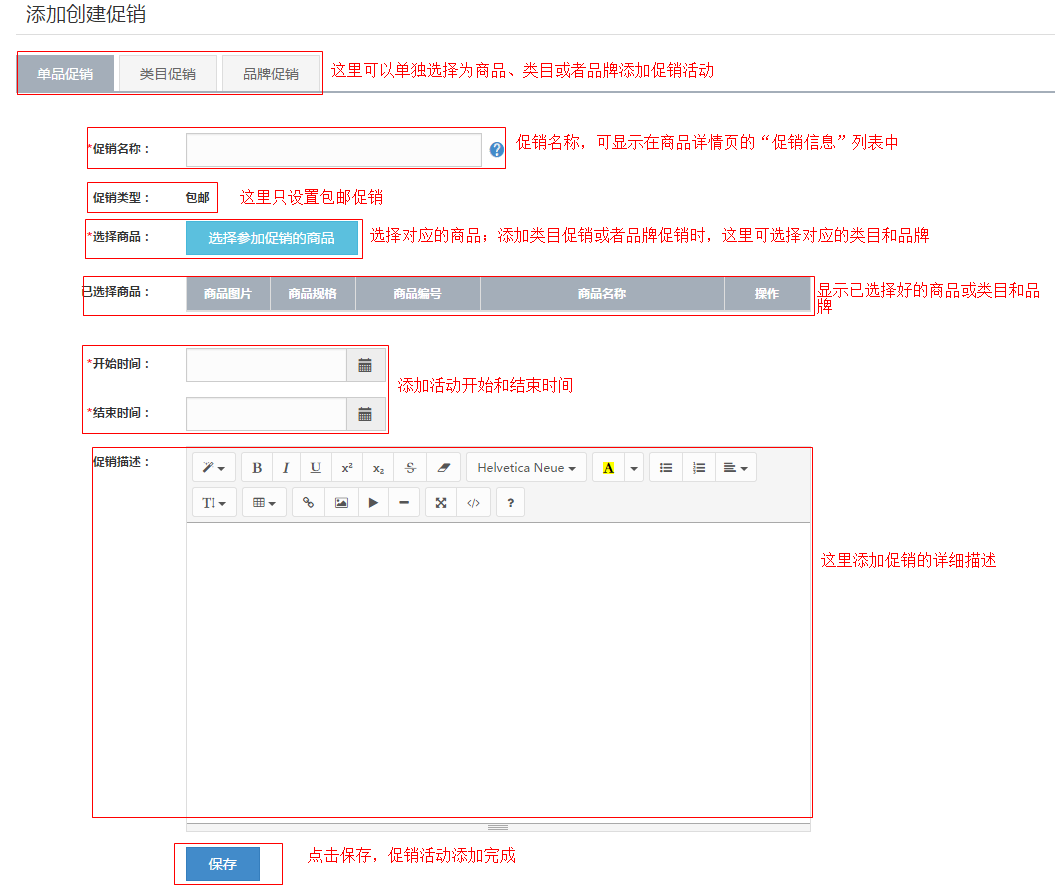 添加创建促销
单品促销 类目促销 品牌促销 这里可以单独选择为商品、类目或者品牌添加促销活动
*促销名称： ? 促销名称，可显示在商品详情页的“促销信息”列表中
促销类型： 包邮 这里只设置包邮促销
*选择商品： 选择参加促销的商品 选择对应的商品；添加类目促销或者品牌促销时，这里可选择对应的类目和品牌
已选择商品： 商品图片 商品规格 商品编号 商品名称 操作 显示已选择好的商品或类目和品
牌
*开始时间：
添加活动开始和结束时间
*结束时间：
促销描述： B I U x² x₂ S Helvetica Neue A
T! </> ?
这里添加促销的详细描述
保存 点击保存，促销活动添加完成